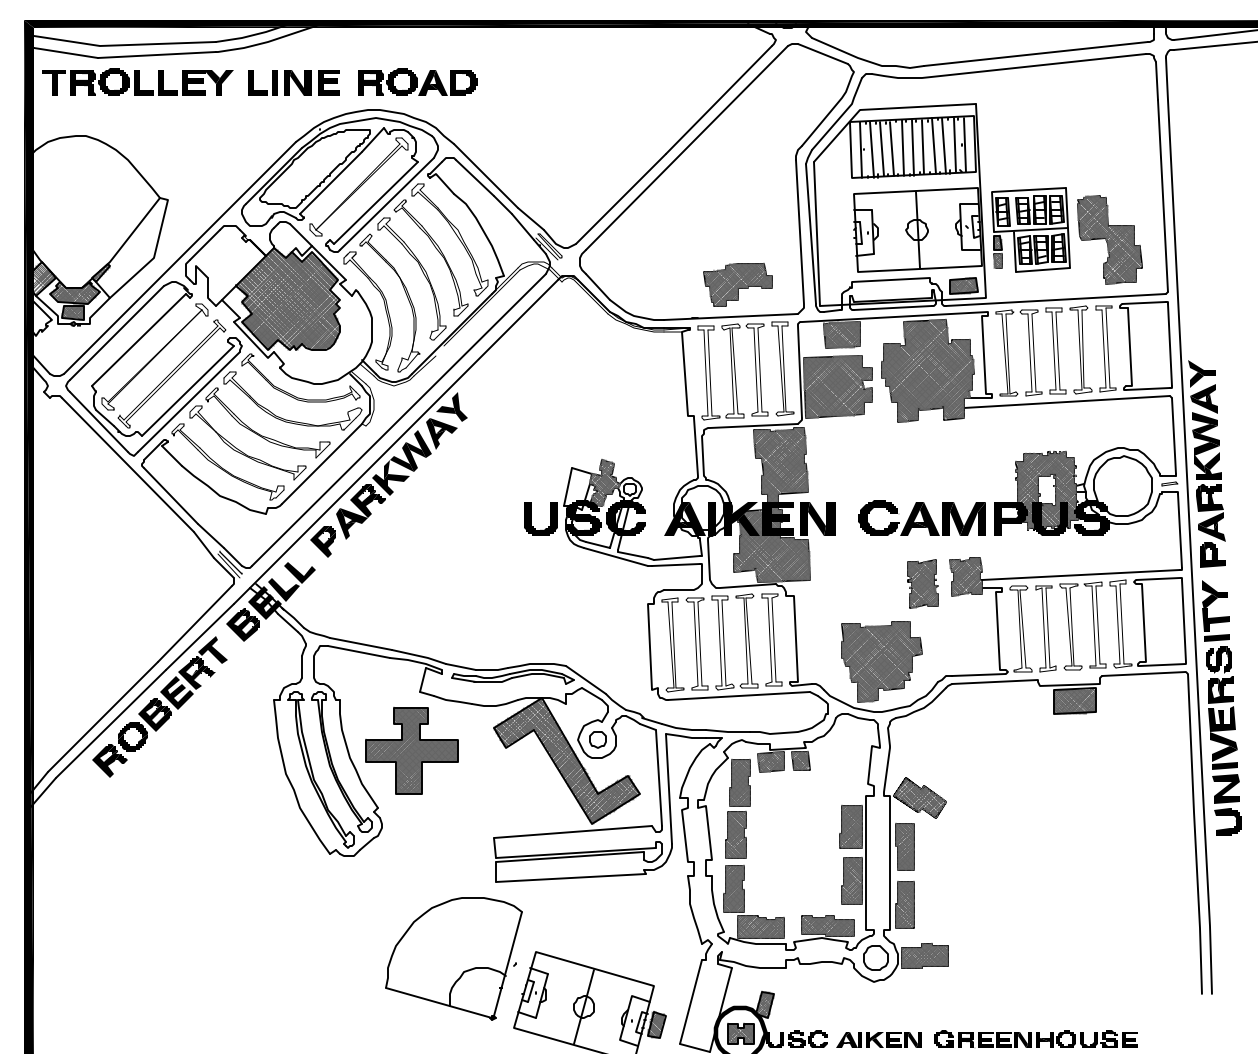 TROLLEY LINE ROAD
ROBERT BELL PARKWAY
USC AIKEN CAMPUS
UNIVERSITY PARKWAY
USC AIKEN GREENHOUSE